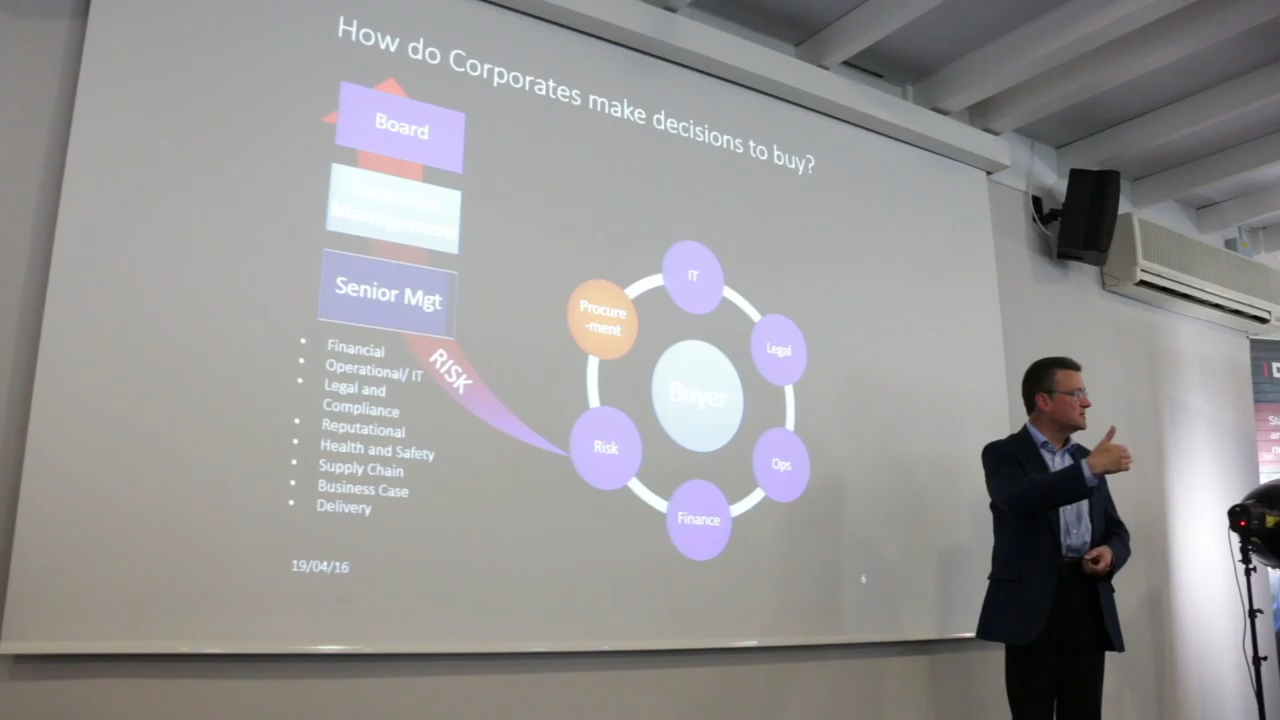 How do Corporates make decisions to buy?
Board
Management
Senior Mgt
RISK
Financial
Operational/ IT
Legal and
Compliance
Reputational
Health and Safety
Supply Chain
Business Case
Delivery
IT
Procure
-ment
Legal
Buyer
Risk
Ops
Finance
19/04/16
6